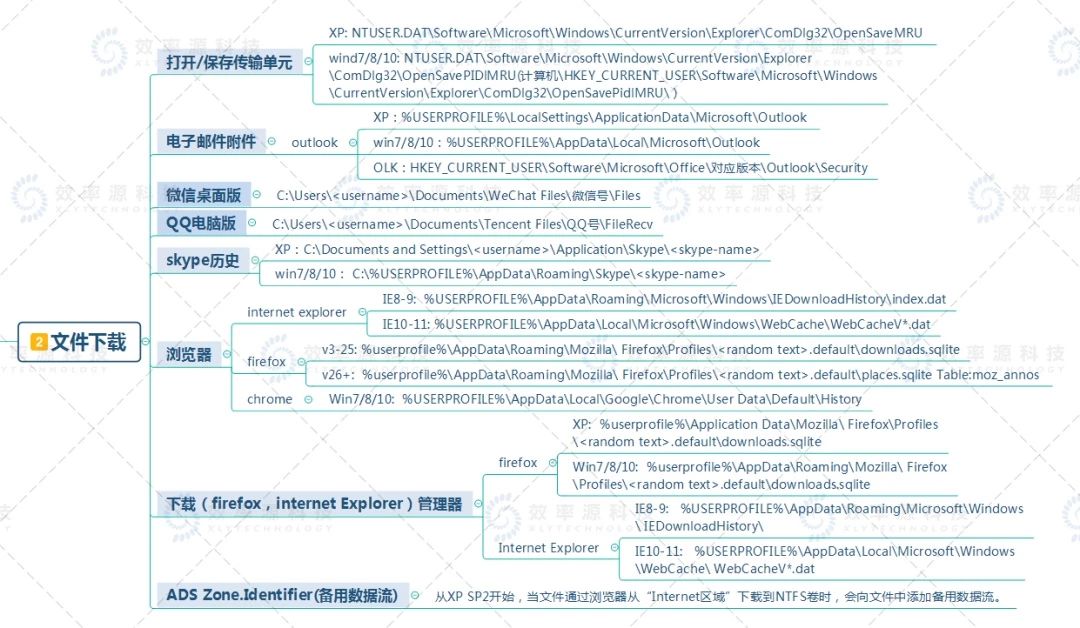 XP: NTUSER.DAT\Software\Microsoft\Windows\CurrentVersion\Explorer\ComDlg32\OpenSaveMRU
打开/保存传输单元
wind7/8/10: NTUSER.DAT\Software\Microsoft\Windows\CurrentVersion\Explorer
\ComDlg32\OpenSavePIDlMRU(计算机\HKEY_CURRENT_USER\Software\Microsoft\Windows
\CurrentVersion\Explorer\ComDlg32\OpenSavePidlMRU\*)
XP：%USERPROFILE%\LocalSettings\ApplicationData\Microsoft\Outlook
电子邮件附件
outlook
win7/8/10：%USERPROFILE%\AppData\Local\Microsoft\Outlook
OLK：HKEY_CURRENT_USER\Software\Microsoft\Office\对应版本\Outlook\Security
微信桌面版
C:\Users\<username>\Documents\WeChat Files\微信号\Files
QQ电脑版
C:\Users\<username>\Documents\Tencent Files\QQ号\FileRecv
skype历史
XP：C:\Documents and Settings\<username>\Application\Skype\<skype-name>
win7/8/10： C:\%USERPROFILE%\AppData\Roaming\Skype\<skype-name>
2 文件下载
浏览器
internet explorer
IE8-9: %USERPROFILE%\AppData\Roaming\Microsoft\Windows\IEDownloadHistory\index.dat
IE10-11: %USERPROFILE%\AppData\Local\Microsoft\Windows\WebCache\WebCacheV*.dat
firefox
v3-25: %userprofile%\AppData\Roaming\Mozilla\ Firefox\Profiles\<random text>.default\downloads.sqlite
v26+: %userprofile%\AppData\Roaming\Mozilla\ Firefox\Profiles\<random text>.default\places.sqlite Table:moz_annos
chrome
Win7/8/10: %USERPROFILE%\AppData\Local\Google\Chrome\User Data\Default\History
下载（firefox，internet Explorer）管理器
firefox
XP: %userprofile%\Application Data\Mozilla\ Firefox\Profiles
\<random text>.default\downloads.sqlite
Win7/8/10: %userprofile%\AppData\Roaming\Mozilla\ Firefox
\Profiles\<random text>.default\downloads.sqlite
Internet Explorer
IE8-9: %USERPROFILE%\AppData\Roaming\Microsoft\Windows
\ IEDownloadHistory\
IE10-11: %USERPROFILE%\AppData\Local\Microsoft\Windows
\WebCache\ WebCacheV*.dat
ADS Zone.Identifier(备用数据流)
从XP SP2开始，当文件通过浏览器从“Internet区域”下载到NTFS卷时，会向文件中添加备用数据流。
效率源科技
XLYTECHNOLOGY